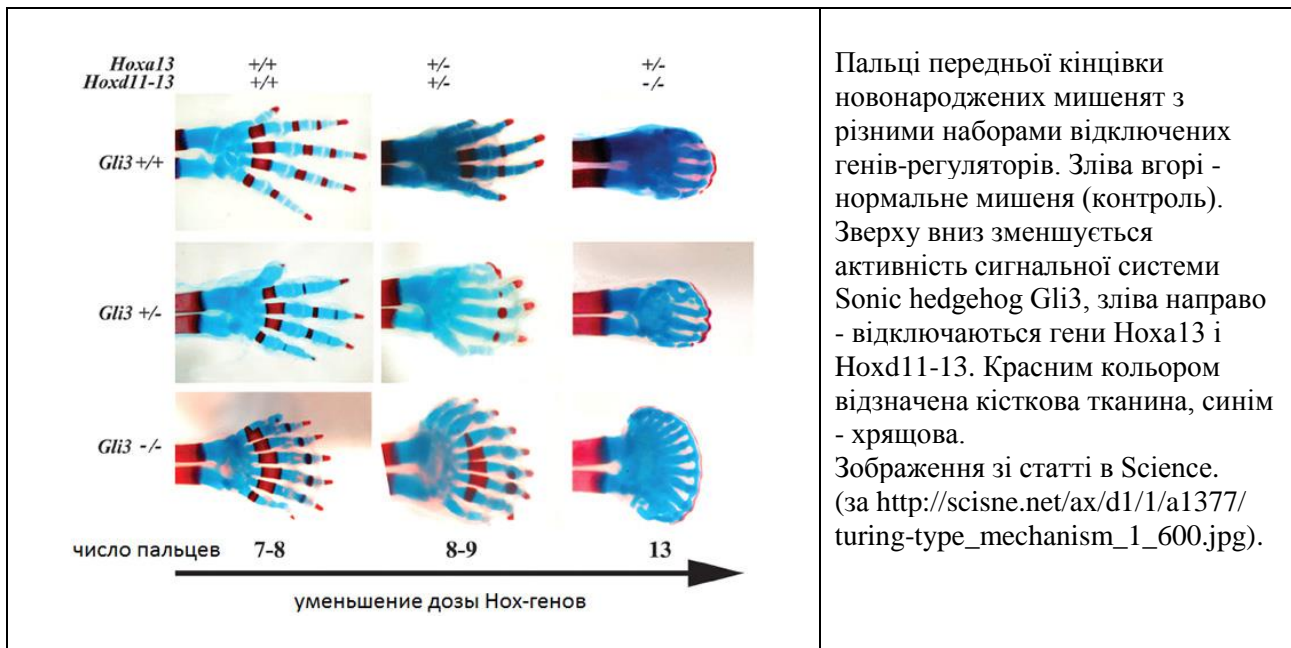 Hoxa13 +/+ +/- +/-
Hoxd11-13 +/+ +/- -/-
Gli3 +/+
Gli3 +/-
Gli3 -/-
число пальцев 7-8 8-9 13
уменьшение дозы Hox-генов
Пальці передньої кінцівки
новонароджених мишенят з
різними наборами відключених
генів-регуляторів. Зліва вгорі -
нормальне мишеня (контроль).
Зверху вниз зменшується
активність сигнальної системи
Sonic hedgehog Gli3, зліва направо
- відключаються гени Hoxa13 і
Hoxd11-13. Красним кольором
відзначена кісткова тканина, синім
- хрящова.
Зображення зі статті в Science.
(за http://scisne.net/ax/d1/1/a1377/
turing-type_mechanism_1_600.jpg).